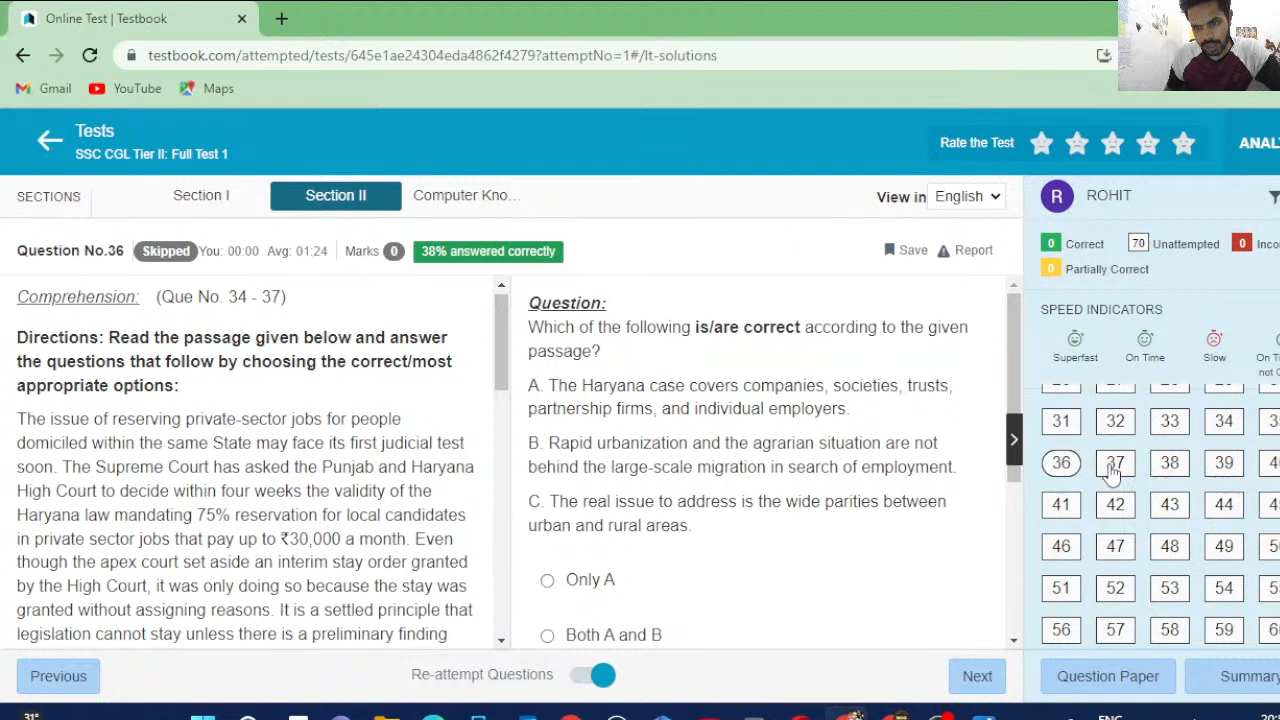 Online Test | Testbook
testbook.com/attempted/tests/645e1ae24304eda4862f4279?attemptNo=1#/lt-solutions
Gmail YouTube Maps
Tests
SSC CGL Tier II: Full Test 1
Rate the Test
ANAL
SECTIONS Section I Section II Computer Kno... View in English
Question No.36 Skipped You: 00:00 Avg: 01:24 Marks 0 38% answered correctly Save Report
Comprehension: (Que No. 34 - 37)
Directions: Read the passage given below and answer
the questions that follow by choosing the correct/most
appropriate options:
The issue of reserving private-sector jobs for people
domiciled within the same State may face its first judicial test
soon. The Supreme Court has asked the Punjab and Haryana
High Court to decide within four weeks the validity of the
Haryana law mandating 75% reservation for local candidates
in private sector jobs that pay up to ₹30,000 a month. Even
though the apex court set aside an interim stay order granted
by the High Court, it was only doing so because the stay was
granted without assigning reasons. It is a settled principle that
legislation cannot stay unless there is a preliminary finding
Question:
Which of the following is/are correct according to the given
passage?
A. The Haryana case covers companies, societies, trusts,
partnership firms, and individual employers.
B. Rapid urbanization and the agrarian situation are not
behind the large-scale migration in search of employment.
C. The real issue to address is the wide parities between
urban and rural areas.
Only A
Both A and B
R ROHIT
0 Correct 70 Unattempted 0 Inco
0 Partially Correct
SPEED INDICATORS
Superfast On Time Slow On Ti
not C
31 32 33 34
36 37 38 39
41 42 43 44
46 47 48 49
51 52 53 54
56 57 58 59
Previous Re-attempt Questions Next Question Paper Summary
31° ENG